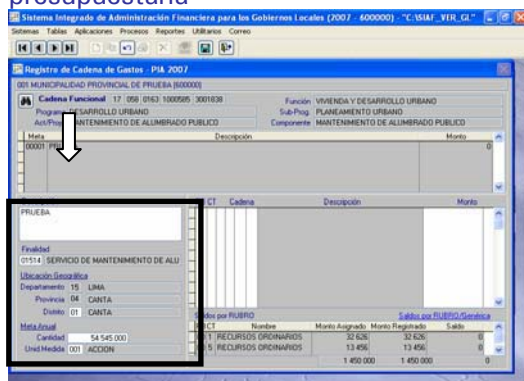 presupuestaria
Sistema Integrado de Administración Financiera para los Gobiernos Locales (2007 - 600000) - "C:\SIAF_VER_GL"
Sistemas Tablas Aplicaciones Procesos Reportes Utilitarios Correo
Registro de Cadena de Gastos - PIA 2007
001 MUNICIPALIDAD PROVINCIAL DE PRUEBA [600000]
Cadena Funcional 17 058 0163 1000585 3001838 Función VIVIENDA Y DESARROLLO URBANO
DESARROLLO URBANO Sub-Prog. PLANEAMIENTO URBANO
MANTENIMIENTO DE ALUMBRADO PUBLICO Componente MANTENIMIENTO DE ALUMBRADO PUBLICO
Meta Descripción Monto
00001 0
CT Cadena Descripción Monto
PRUEBA
Finalidad
01514 SERVICIO DE MANTENIMIENTO DE ALU
Ubicación Geográfica
Departamento 15 LIMA
Provincia 04 CANTA
Distrito 01 CANTA
Saldos por RUBRO Saldos por RUBRO/Genérica
Meta Anual
CT Nombre Monto Asignado Monto Registrado Saldo
Cantidad 54 545 000
1 RECURSOS ORDINARIOS 32 626 32 626 0
Unid Medida 001 ACCION
5 RECURSOS ORDINARIOS 13 456 13 456 0
1 450 000 1 450 000 0